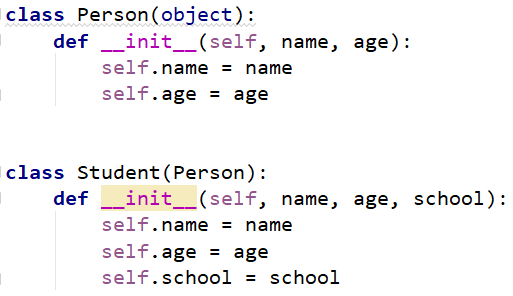 class Person(object):
    def __init__(self, name, age):
        self.name = name
        self.age = age
class Student(Person):
    def __init__(self, name, age, school):
        self.name = name
        self.age = age
        self.school = school